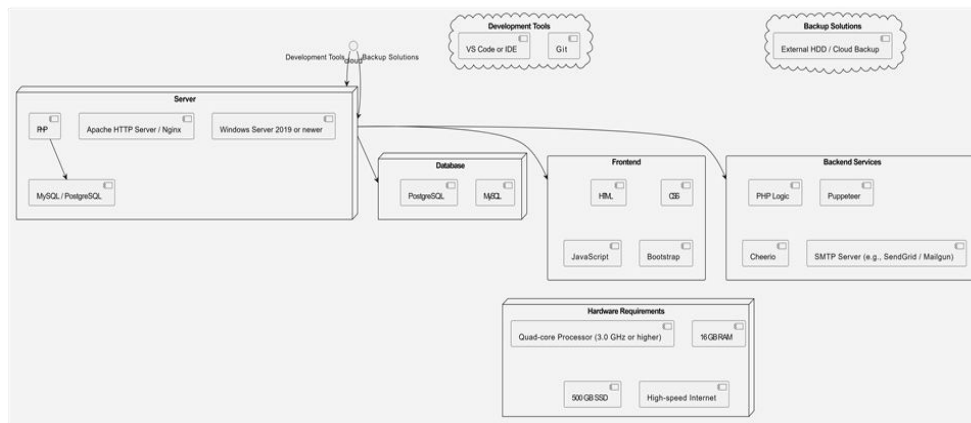 Development Tools
VS Code or IDE
Git
Backup Solutions
External HDD / Cloud Backup
Development Tools
cloud
Backup Solutions
Server
PHP
Apache HTTP Server / Nginx
Windows Server 2019 or newer
MySQL / PostgreSQL
Database
PostgreSQL
MySQL
Frontend
HTML
CSS
JavaScript
Bootstrap
Backend Services
PHP Logic
Puppeteer
Cheerio
SMTP Server (e.g., SendGrid / Mailgun)
Hardware Requirements
Quad-core Processor (3.0 GHz or higher)
16 GB RAM
500 GB SSD
High-speed Internet